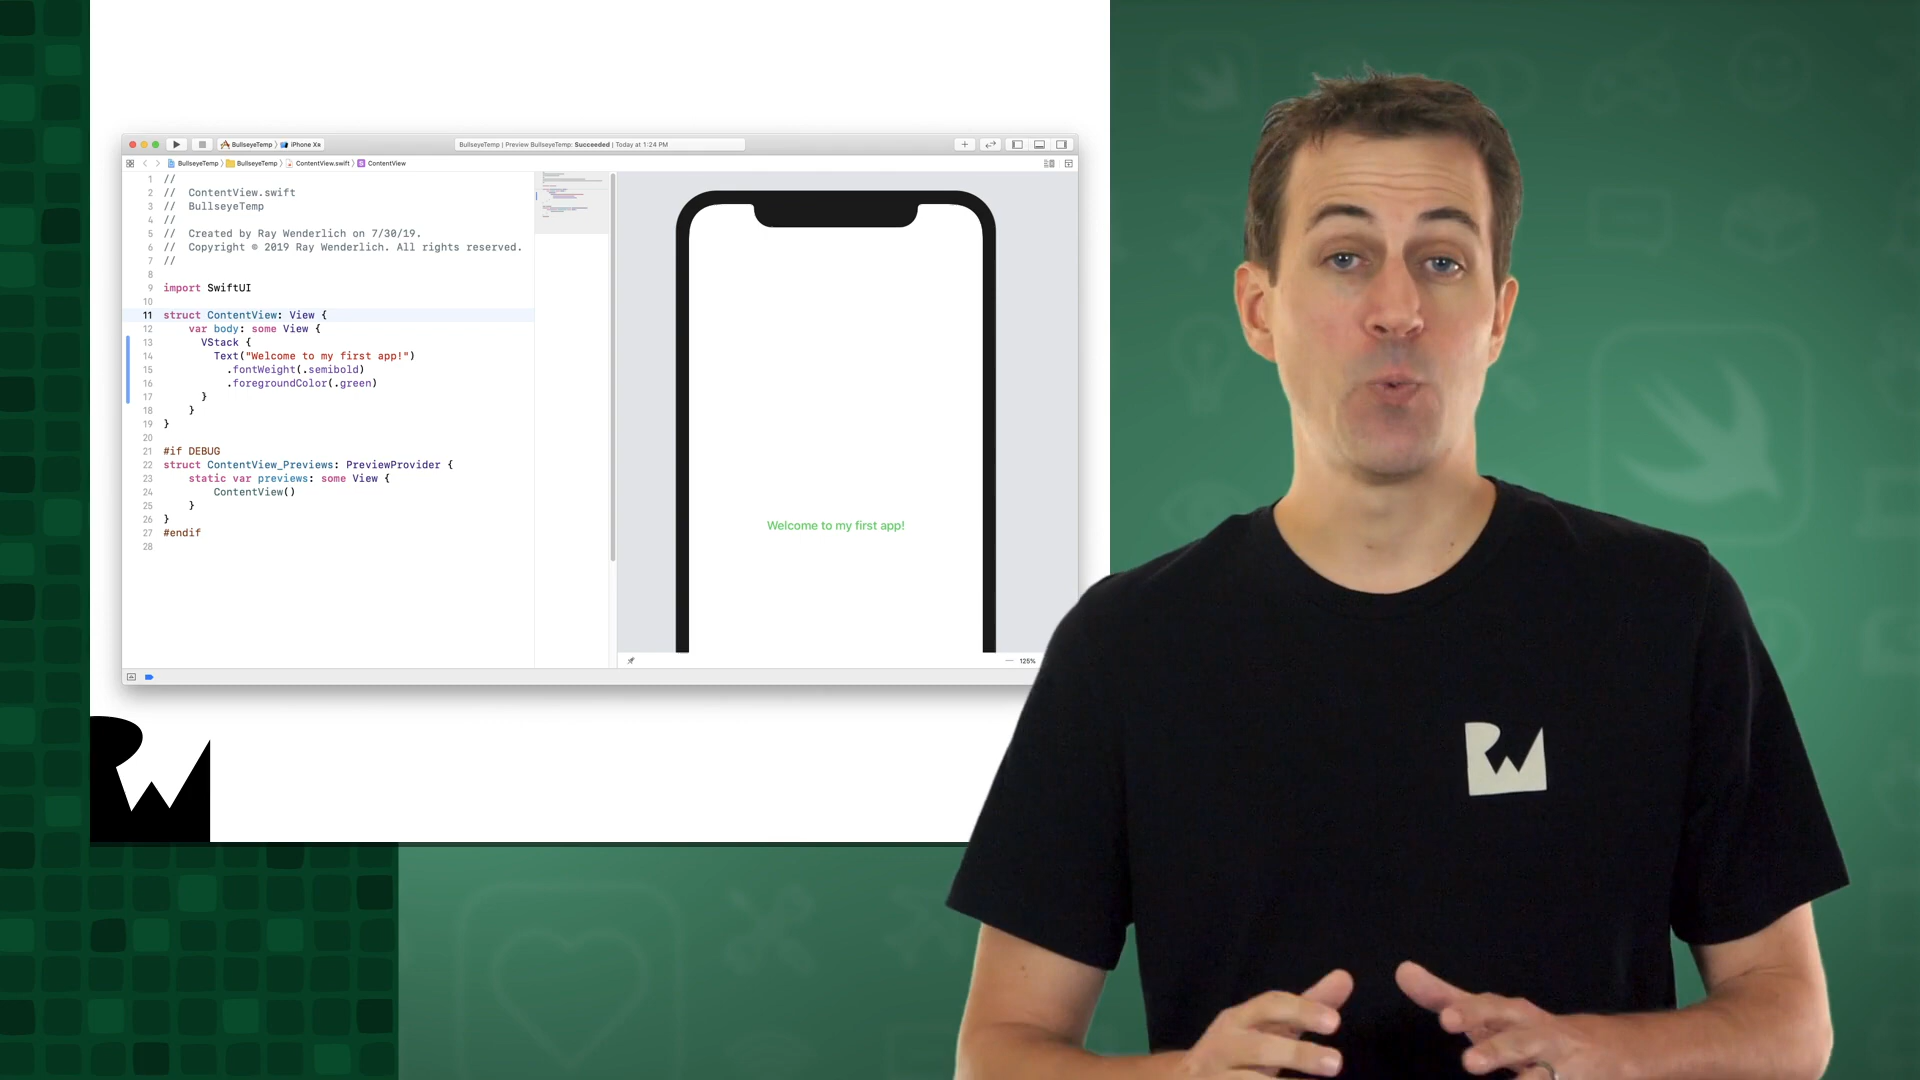 BullseyeTemp 〉 iPhone Xʀ
BullseyeTemp | Preview BullseyeTemp: Succeeded | Today at 1:24 PM
BullseyeTemp 〉 BullseyeTemp 〉 ContentView.swift 〉 S ContentView
1 //
2 //  ContentView.swift
3 //  BullseyeTemp
4 //
5 //  Created by Ray Wenderlich on 7/30/19.
6 //  Copyright © 2019 Ray Wenderlich. All rights reserved.
7 //
8
9 import SwiftUI
10
11 struct ContentView: View {
12     var body: some View {
13       VStack {
14         Text("Welcome to my first app!")
15           .fontWeight(.semibold)
16           .foregroundColor(.green)
17       }
18     }
19 }
20
21 #if DEBUG
22 struct ContentView_Previews: PreviewProvider {
23     static var previews: some View {
24         ContentView()
25     }
26 }
27 #endif
28
Welcome to my first app!
— 125%
RW
RW